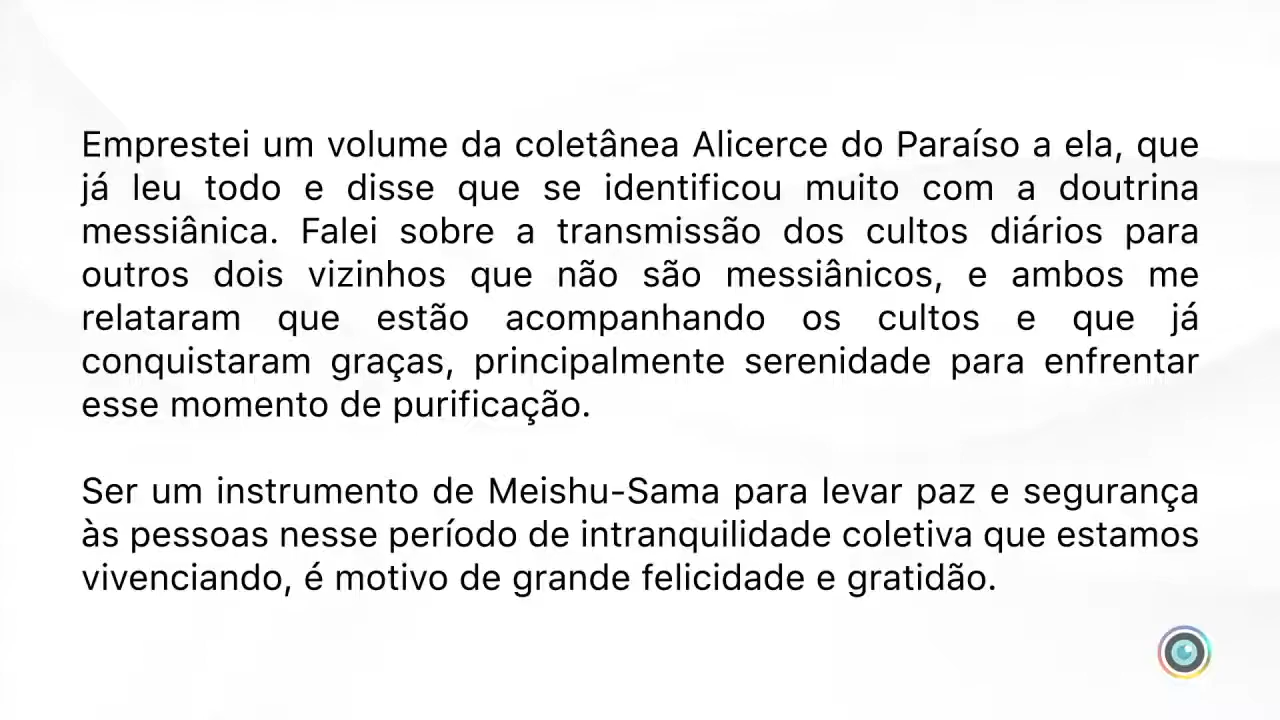 Emprestei um volume da coletânea Alicerce do Paraíso a ela, que
já leu todo e disse que se identificou muito com a doutrina
messiânica. Falei sobre a transmissão dos cultos diários para
outros dois vizinhos que não são messiânicos, e ambos me
relataram que estão acompanhando os cultos e que já
conquistaram graças, principalmente serenidade para enfrentar
esse momento de purificação.
Ser um instrumento de Meishu-Sama para levar paz e segurança
às pessoas nesse período de intranquilidade coletiva que estamos
vivenciando, é motivo de grande felicidade e gratidão.